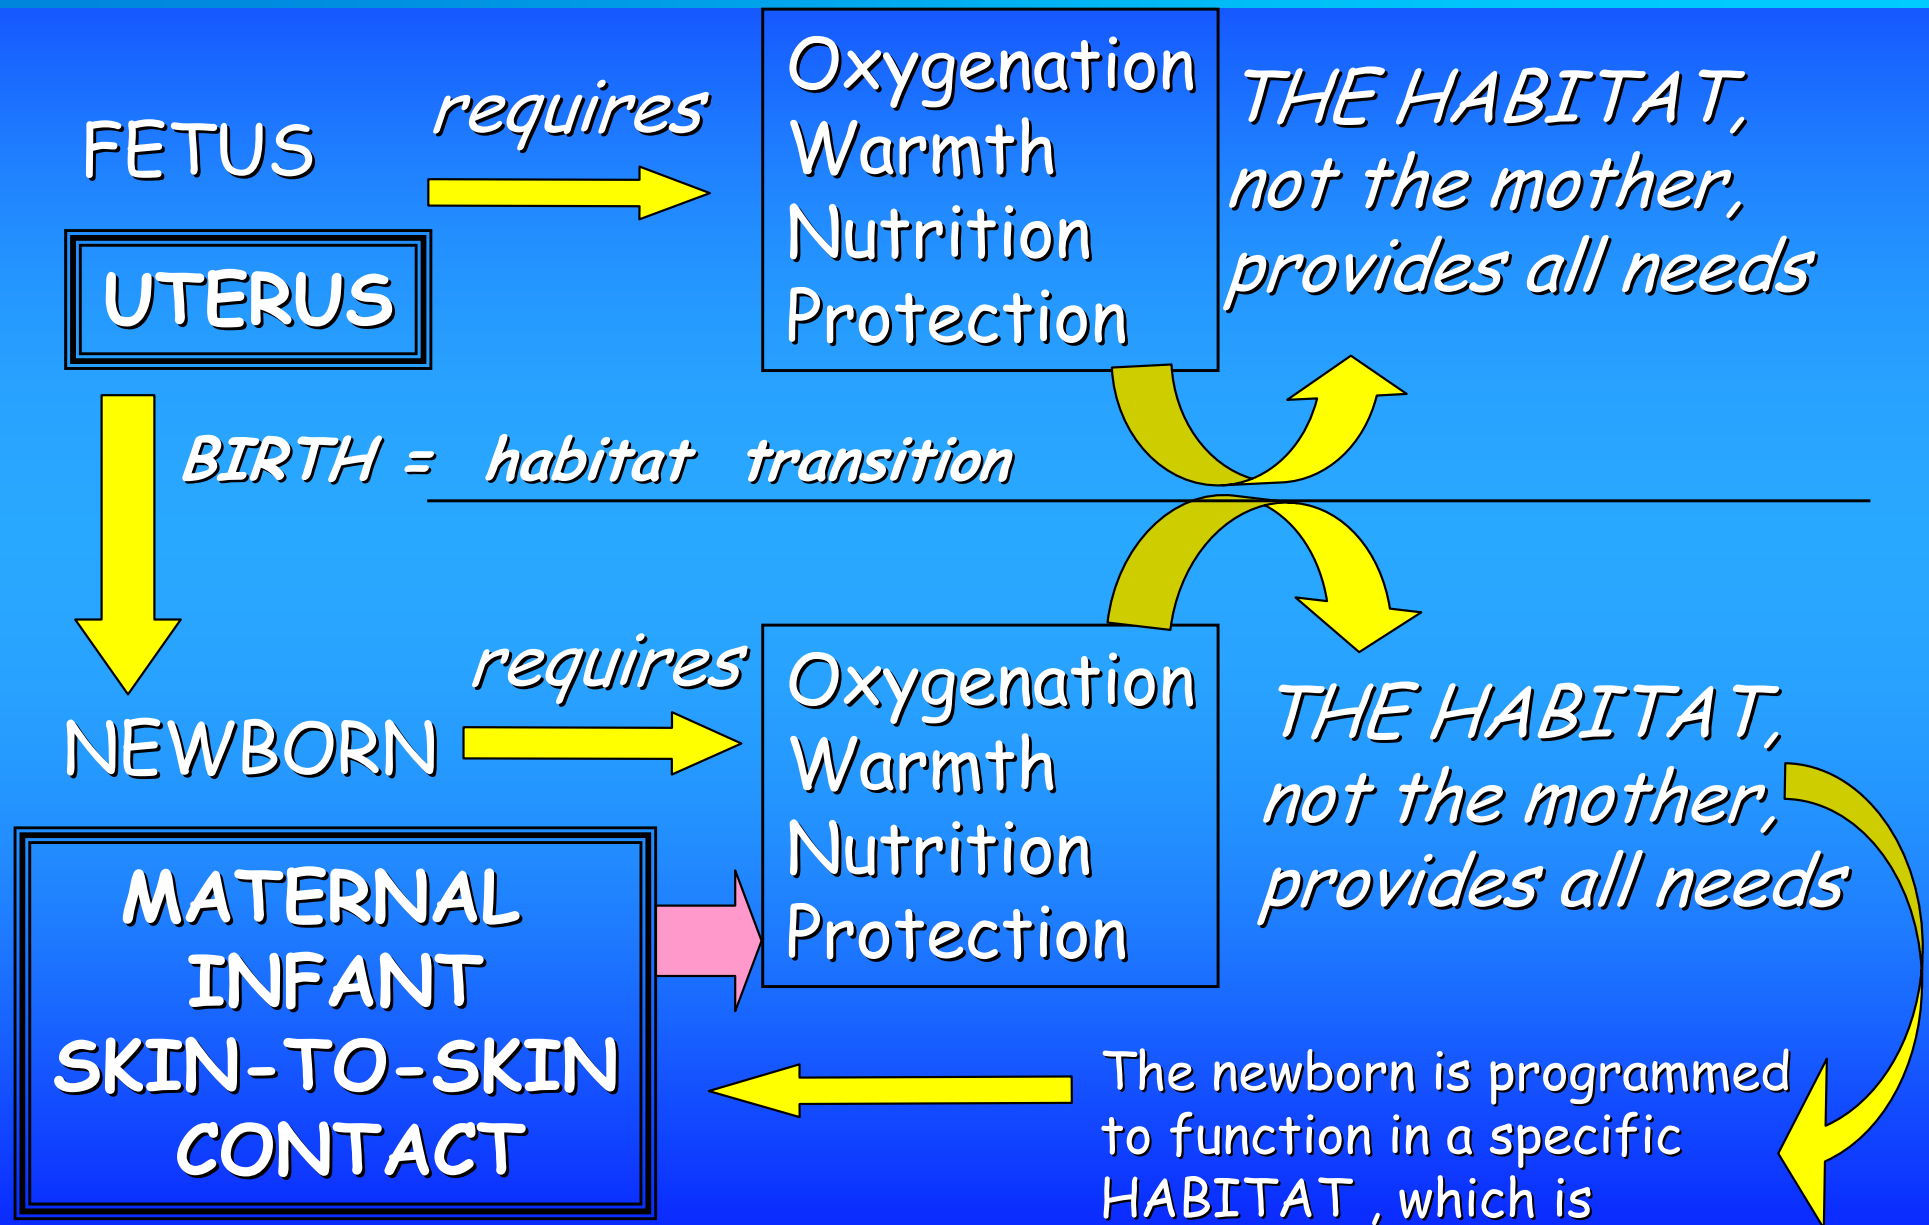 FETUS
requires
Oxygenation
Warmth
Nutrition
Protection
THE HABITAT,
not the mother,
provides all needs
UTERUS
BIRTH = habitat transition
NEWBORN
requires
Oxygenation
Warmth
Nutrition
Protection
THE HABITAT,
not the mother,
provides all needs
MATERNAL
INFANT
SKIN-TO-SKIN
CONTACT
The newborn is programmed
to function in a specific
HABITAT , which is